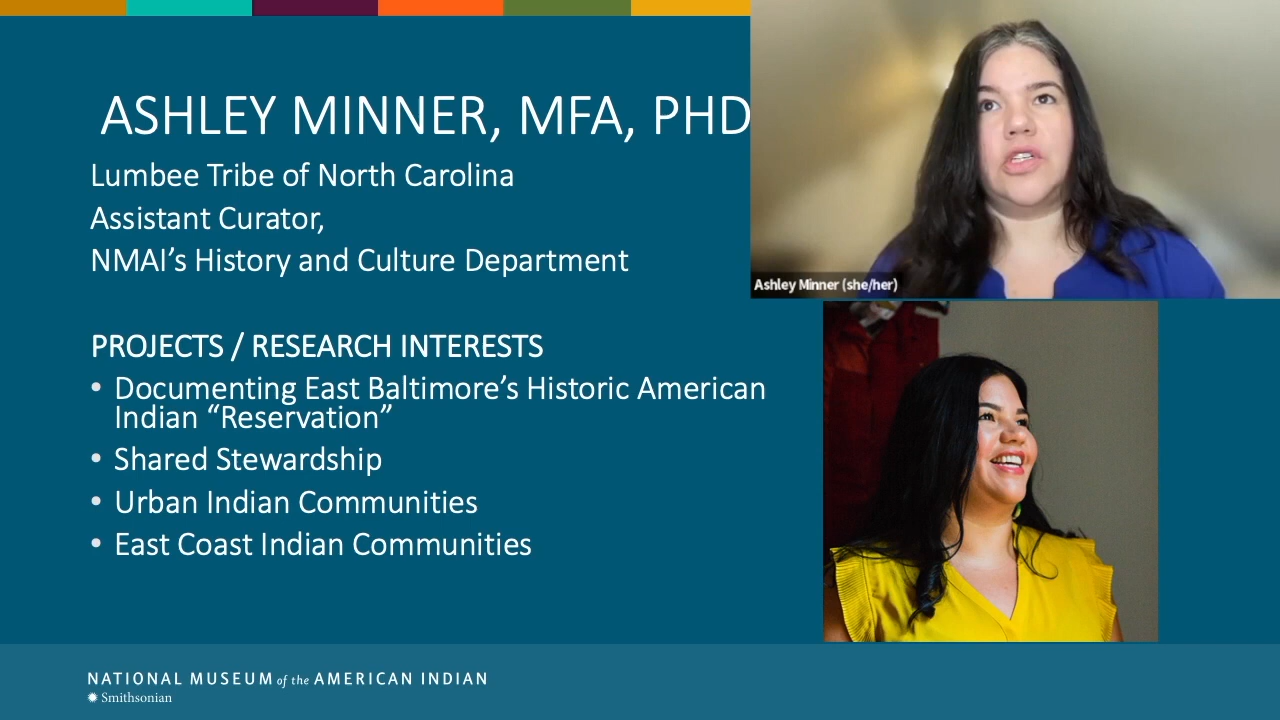 ASHLEY MINNER, MFA, PHD
Lumbee Tribe of North Carolina
Assistant Curator,
NMAI’s History and Culture Department
PROJECTS / RESEARCH INTERESTS
• Documenting East Baltimore’s Historic American
Indian “Reservation”
• Shared Stewardship
• Urban Indian Communities
• East Coast Indian Communities
Ashley Minner (she/her)
NATIONAL MUSEUM of the AMERICAN INDIAN
Smithsonian